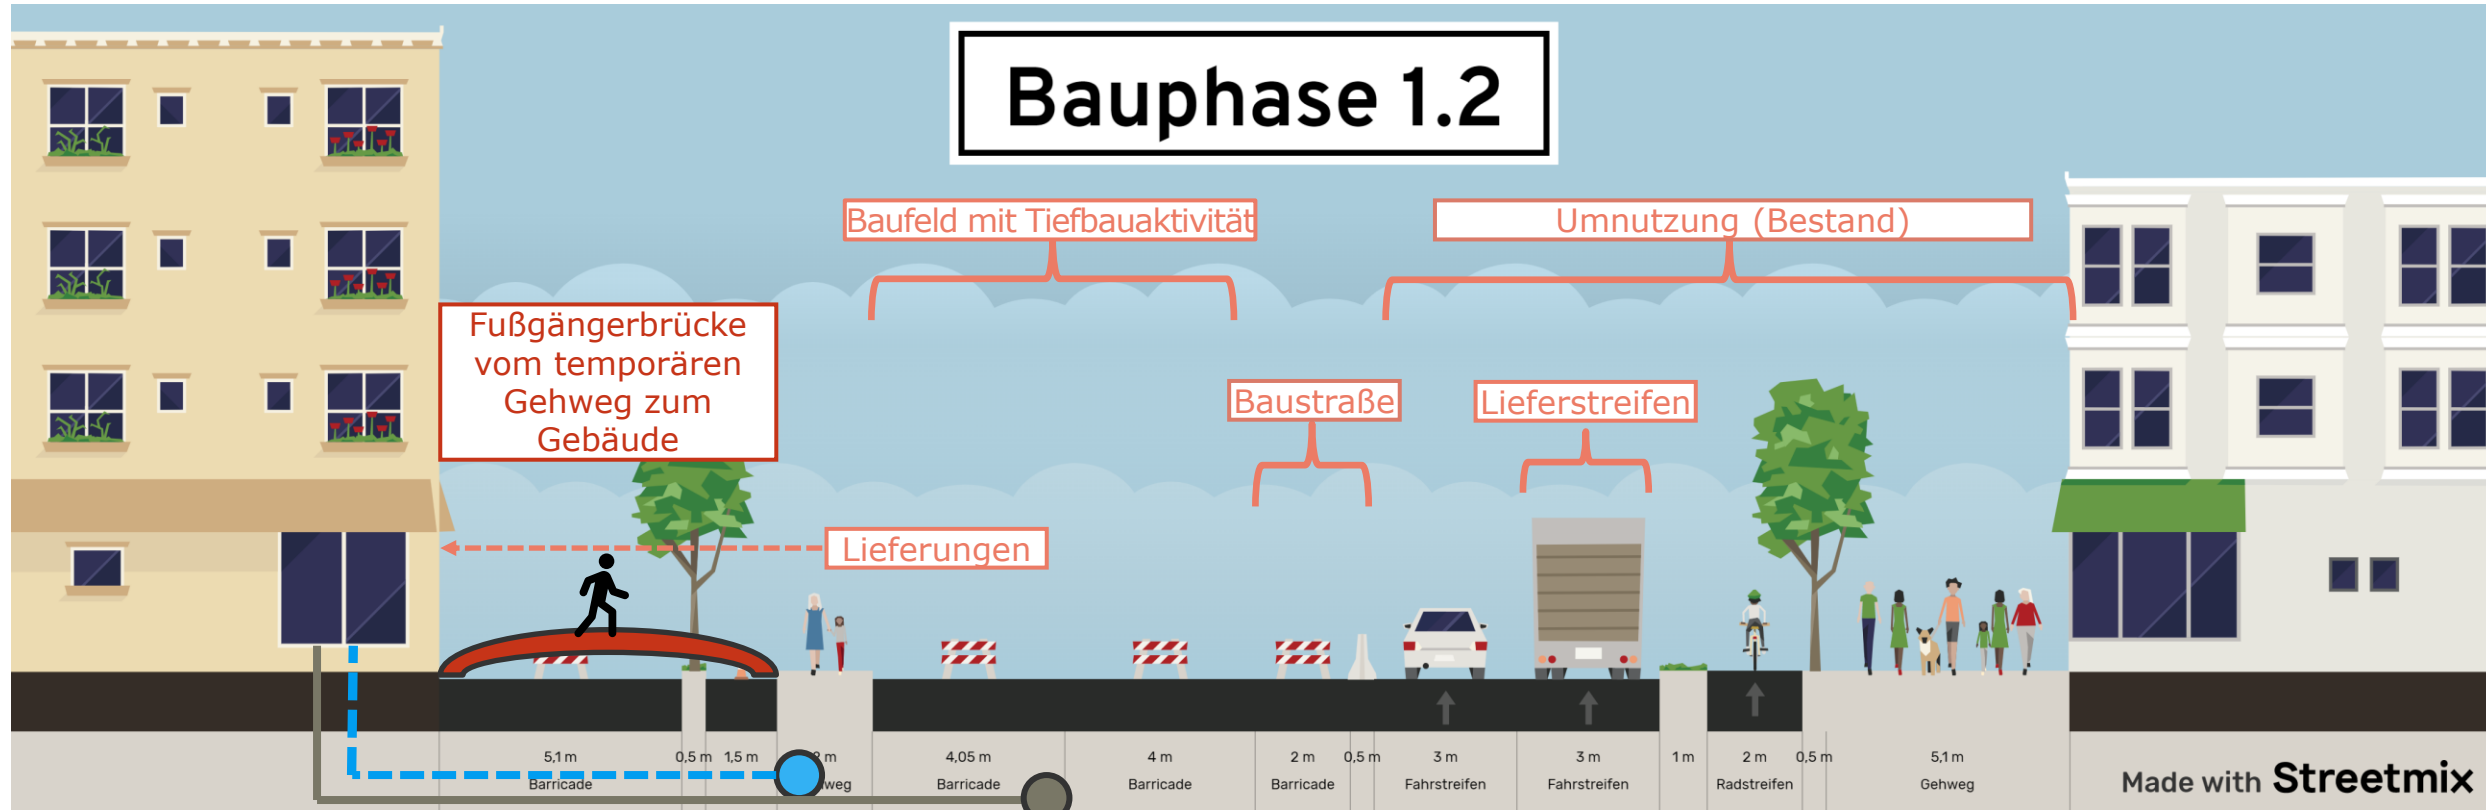 Bauphase 1.2
Baufeld mit Tiefbauaktivität
Umnutzung (Bestand)
Fußgängerbrücke
vom temporären
Gehweg zum
Gebäude
Baustraße
Lieferstreifen
Lieferungen
5,1 m
0,5 m
1,5 m
m
4,05 m
4 m
2 m
0,5 m
3 m
3 m
1 m
2 m
0,5 m
5,1 m
Barricade
weg
Barricade
Barricade
Barricade
Fahrstreifen
Fahrstreifen
Radstreifen
Gehweg
Made with Streetmix